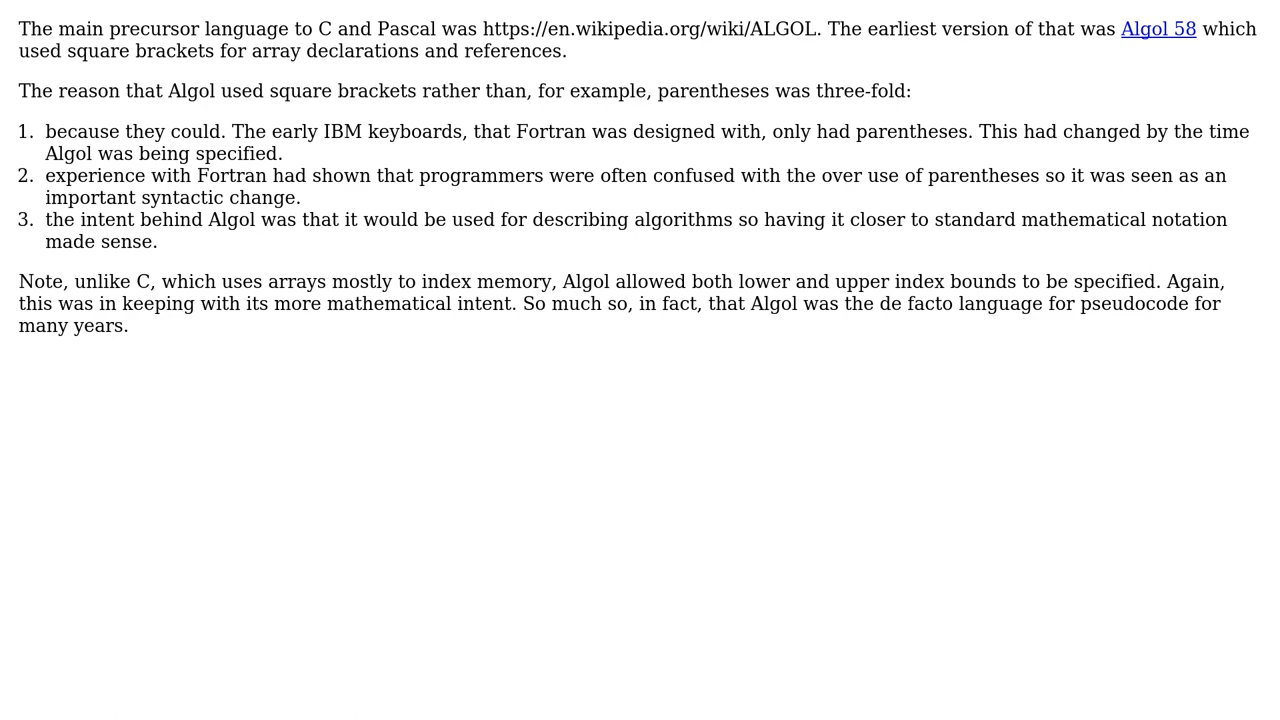 The main precursor language to C and Pascal was https://en.wikipedia.org/wiki/ALGOL. The earliest version of that was Algol 58 which
used square brackets for array declarations and references.
The reason that Algol used square brackets rather than, for example, parentheses was three-fold:
1. because they could. The early IBM keyboards, that Fortran was designed with, only had parentheses. This had changed by the time
Algol was being specified.
2. experience with Fortran had shown that programmers were often confused with the over use of parentheses so it was seen as an
important syntactic change.
3. the intent behind Algol was that it would be used for describing algorithms so having it closer to standard mathematical notation
made sense.
Note, unlike C, which uses arrays mostly to index memory, Algol allowed both lower and upper index bounds to be specified. Again,
this was in keeping with its more mathematical intent. So much so, in fact, that Algol was the de facto language for pseudocode for
many years.